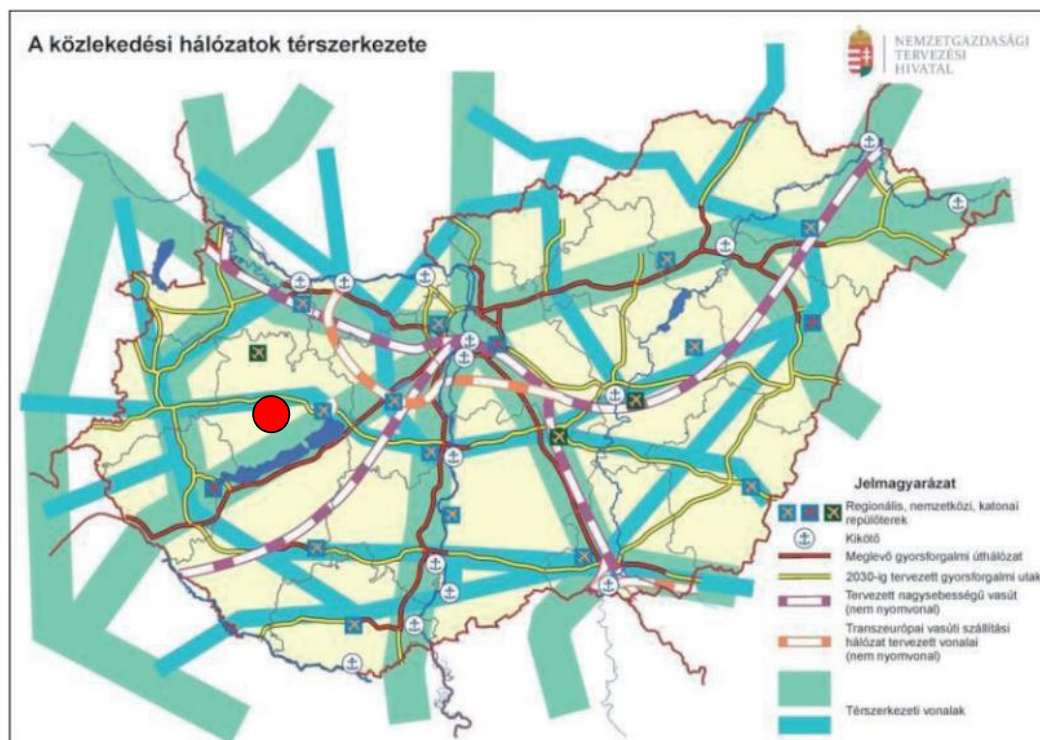 A közlekedési hálózatok térszerkezete
NEMZETGAZDASÁGI
TERVEZÉSI
HIVATAL
Jelmagyarázat
Regionális, nemzetközi, katonai
repülőterek
Kikötő
Meglevő gyorsforgalmi úthálózat
2030-ig tervezett gyorsforgalmi utak
Tervezett nagysebességű vasút
(nem nyomvonal)
Transzeurópai vasúti szállítási
hálózat tervezett vonalai
(nem nyomvonal)
Térszerkezeti vonalak